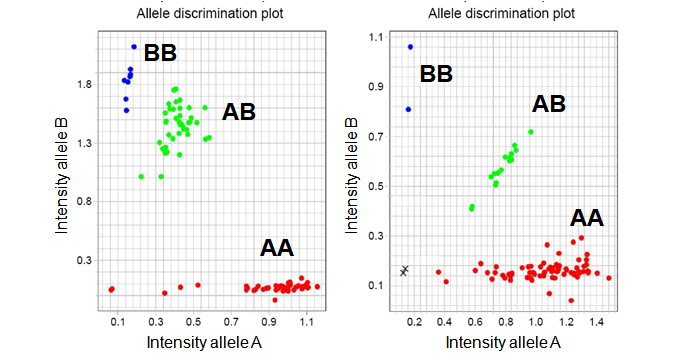 Allele discrimination plot
BB
AB
AA
1.8
1.3
0.8
0.3
0.1 0.3 0.5 0.7 0.9 1.1
Intensity allele B
Intensity allele A
Allele discrimination plot
BB
AB
AA
1.1
0.9
0.7
0.5
0.3
0.1
0.2 0.4 0.6 0.8 1.0 1.2 1.4
Intensity allele B
Intensity allele A